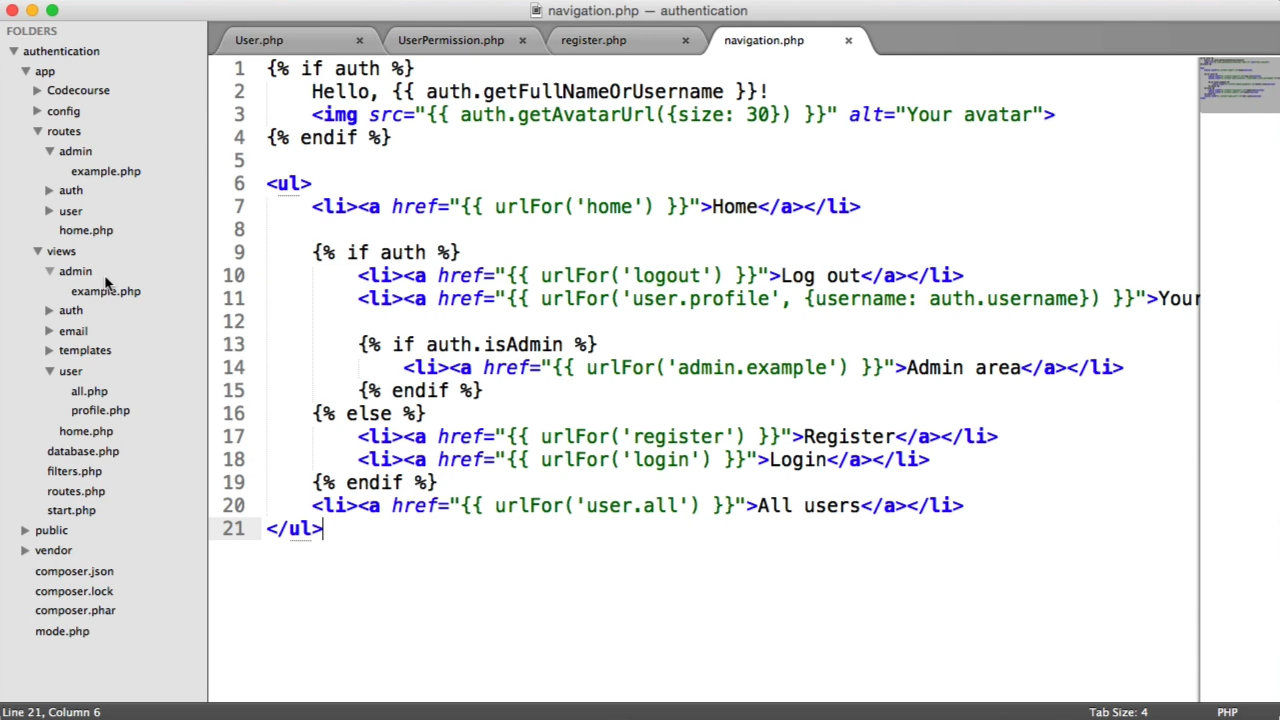 navigation.php — authentication
FOLDERS
authentication
app
Codecourse
config
routes
admin
example.php
auth
user
home.php
views
admin
example.php
auth
email
templates
user
all.php
profile.php
home.php
database.php
filters.php
routes.php
start.php
public
vendor
composer.json
composer.lock
composer.phar
mode.php
User.php ×
UserPermission.php ×
register.php ×
navigation.php ×
1 {% if auth %}
2 Hello, {{ auth.getFullNameOrUsername }}!
3 <img src="{{ auth.getAvatarUrl({size: 30}) }}" alt="Your avatar">
4 {% endif %}
5
6 <ul>
7 <li><a href="{{ urlFor('home') }}">Home</a></li>
8
9 {% if auth %}
10 <li><a href="{{ urlFor('logout') }}">Log out</a></li>
11 <li><a href="{{ urlFor('user.profile', {username: auth.username}) }}">Your
12
13 {% if auth.isAdmin %}
14 <li><a href="{{ urlFor('admin.example') }}">Admin area</a></li>
15 {% endif %}
16 {% else %}
17 <li><a href="{{ urlFor('register') }}">Register</a></li>
18 <li><a href="{{ urlFor('login') }}">Login</a></li>
19 {% endif %}
20 <li><a href="{{ urlFor('user.all') }}">All users</a></li>
21 </ul>
Line 21, Column 6
Tab Size: 4
PHP